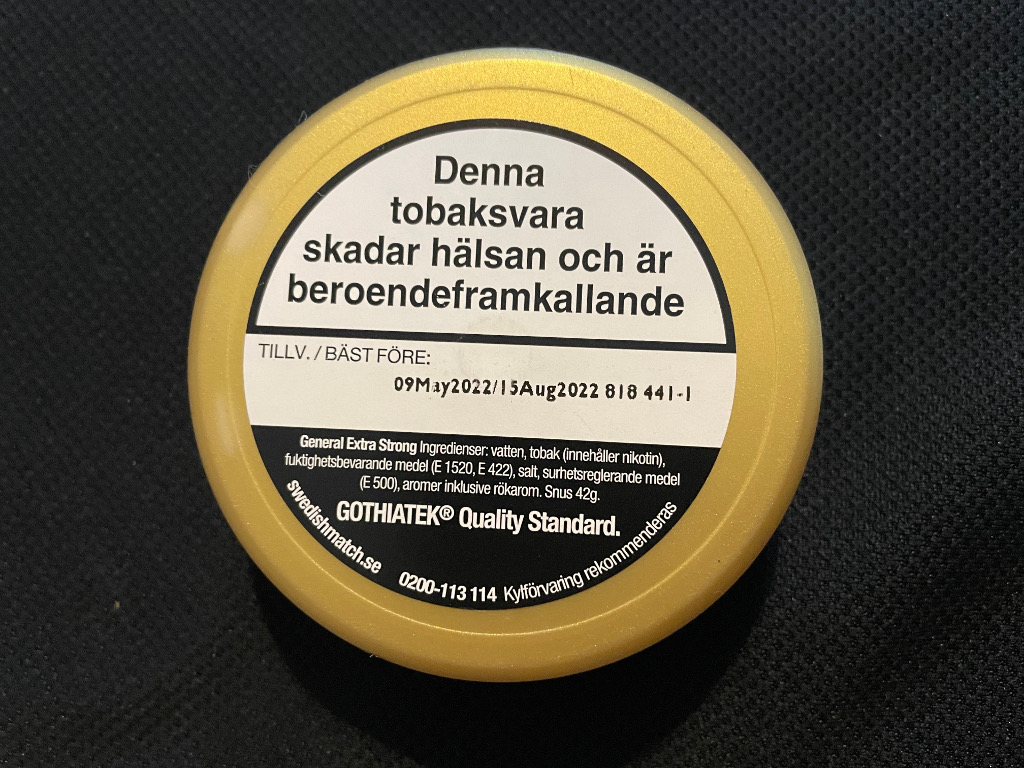 Denna
tobaksvara
skadar hälsan och är
beroendeframkallande
TILLV. / BÄST FÖRE:
09May2022/15Aug2022 818 441-1
General Extra Strong Ingredienser: vatten, tobak (innehåller nikotin),
fuktighetsbevarande medel (E 1520, E 422), salt, surhetsreglerande medel
(E 500), aromer inklusive rökarom. Snus 42g.
GOTHIATEK® Quality Standard.
swedishmatch.se 0200-113 114 Kylförvaring rekommenderas